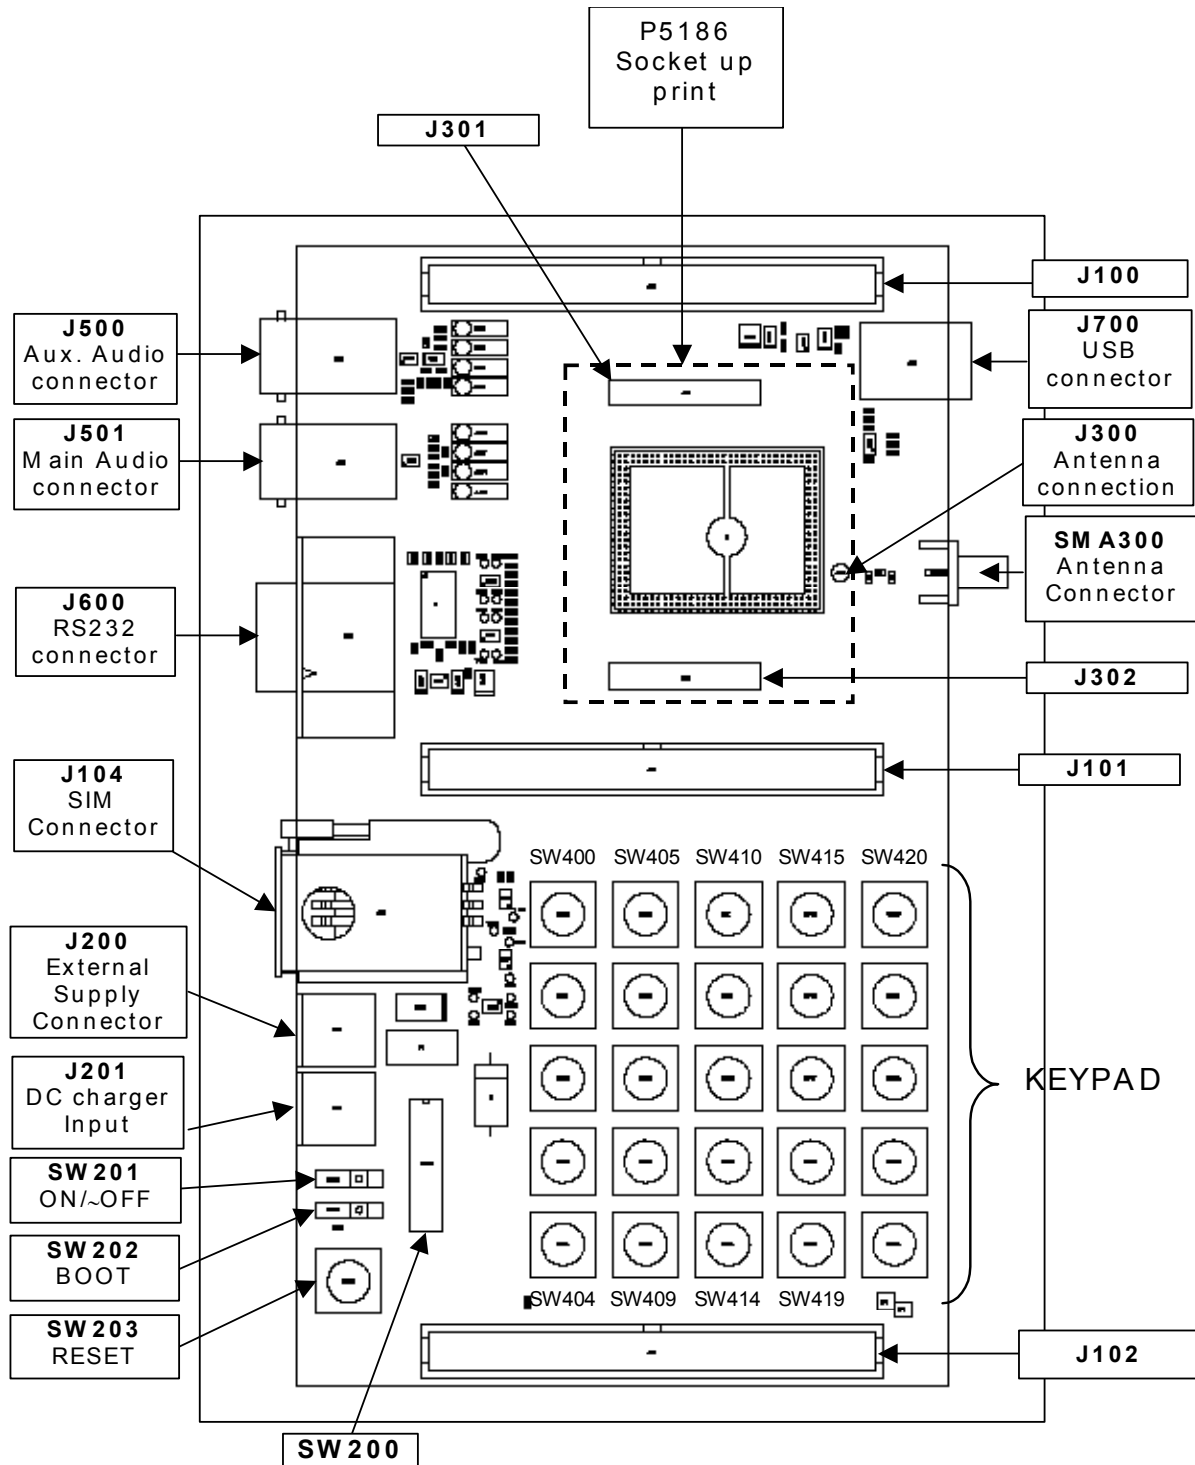 P5186
Socket up
print
J301
J100
J500
Aux. Audio
connector
J700
USB
connector
J501
Main Audio
connector
J300
Antenna
connection
SMA300
Antenna
Connector
J600
RS232
connector
J302
J104
SIM
Connector
J101
SW400 SW405 SW410 SW415 SW420
J200
External
Supply
Connector
J201
DC charger
Input
KEYPAD
SW201
ON/~OFF
SW202
BOOT
SW203
RESET
SW404 SW409 SW414 SW419
J102
SW200